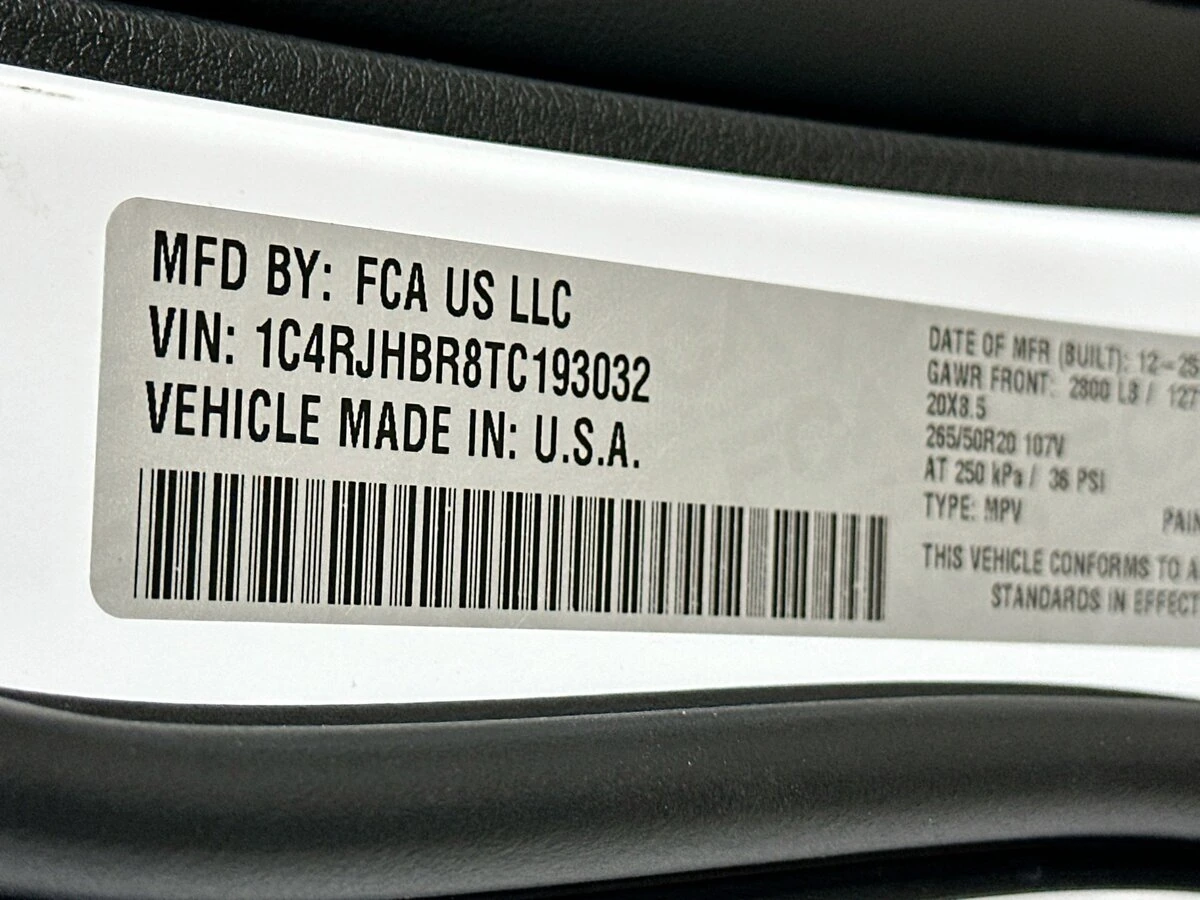 MFD BY: FCA US LLC
VIN: 1C4RJHBR8TC193032
VEHICLE MADE IN: U.S.A.
DATE OF MFR (BUILT): 12-25
GAWR FRONT: 2800 LB / 127
20X8.5
265/50R20 107V
AT 250 kPa / 36 PSI
TYPE: MPV PAIN
THIS VEHICLE CONFORMS TO A
STANDARDS IN EFFECT